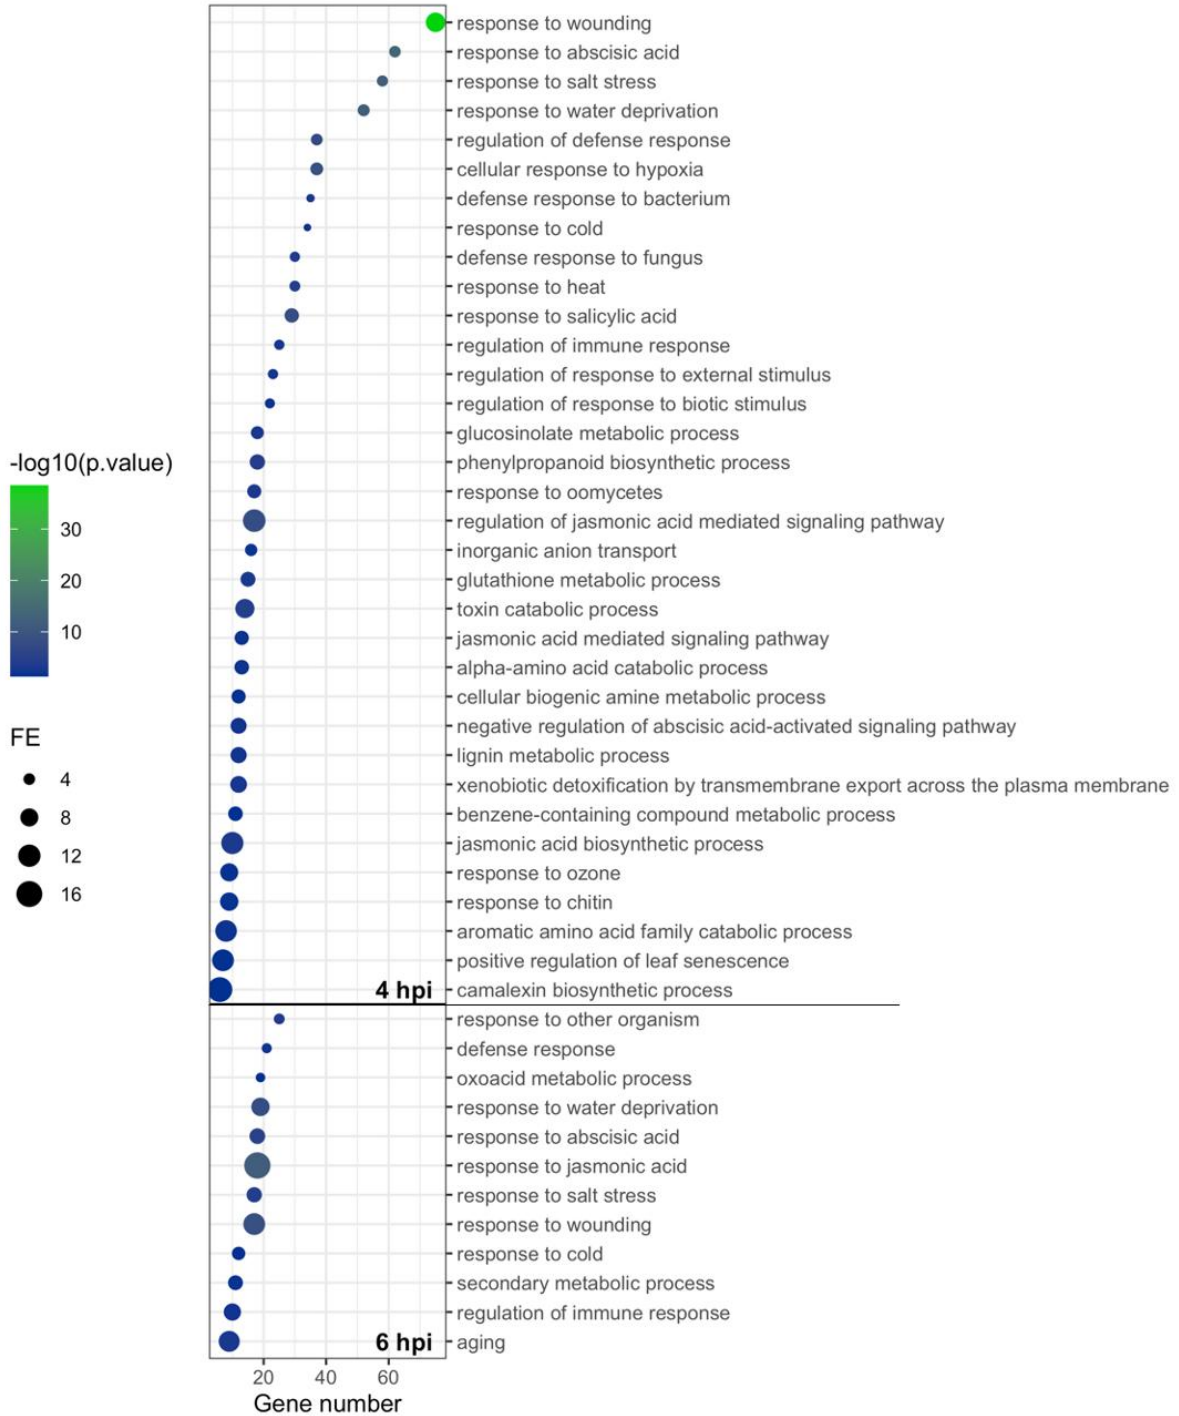 response to wounding
response to abscisic acid
response to salt stress
response to water deprivation
regulation of defense response
cellular response to hypoxia
defense response to bacterium
response to cold
defense response to fungus
response to heat
response to salicylic acid
regulation of immune response
regulation of response to external stimulus
regulation of response to biotic stimulus
glucosinolate metabolic process
phenylpropanoid biosynthetic process
response to oomycetes
regulation of jasmonic acid mediated signaling pathway
inorganic anion transport
glutathione metabolic process
toxin catabolic process
jasmonic acid mediated signaling pathway
alpha-amino acid catabolic process
cellular biogenic amine metabolic process
negative regulation of abscisic acid-activated signaling pathway
lignin metabolic process
xenobiotic detoxification by transmembrane export across the plasma membrane
benzene-containing compound metabolic process
jasmonic acid biosynthetic process
response to ozone
response to chitin
aromatic amino acid family catabolic process
positive regulation of leaf senescence
4 hpi camalexin biosynthetic process
response to other organism
defense response
oxoacid metabolic process
response to water deprivation
response to abscisic acid
response to jasmonic acid
response to salt stress
response to wounding
response to cold
secondary metabolic process
regulation of immune response
6 hpi aging
20 40 60
Gene number
-log10(p.value)
30
20
10
FE
4
8
12
16